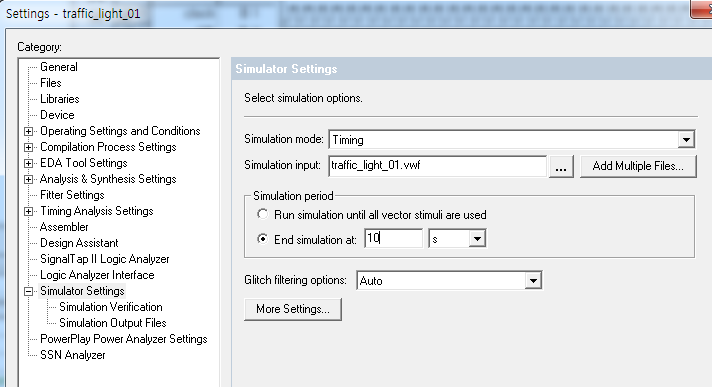 Settings - traffic_light_01
Category:
General
Files
Libraries
Device
Operating Settings and Conditions
Compilation Process Settings
EDA Tool Settings
Analysis & Synthesis Settings
Fitter Settings
Timing Analysis Settings
Assembler
Design Assistant
SignalTap II Logic Analyzer
Logic Analyzer Interface
Simulator Settings
Simulation Verification
Simulation Output Files
PowerPlay Power Analyzer Settings
SSN Analyzer
Simulator Settings
Select simulation options.
Simulation mode: Timing
Simulation input: traffic_light_01.vwf ... Add Multiple Files...
Simulation period
Run simulation until all vector stimuli are used
End simulation at: 10 s
Glitch filtering options: Auto
More Settings...